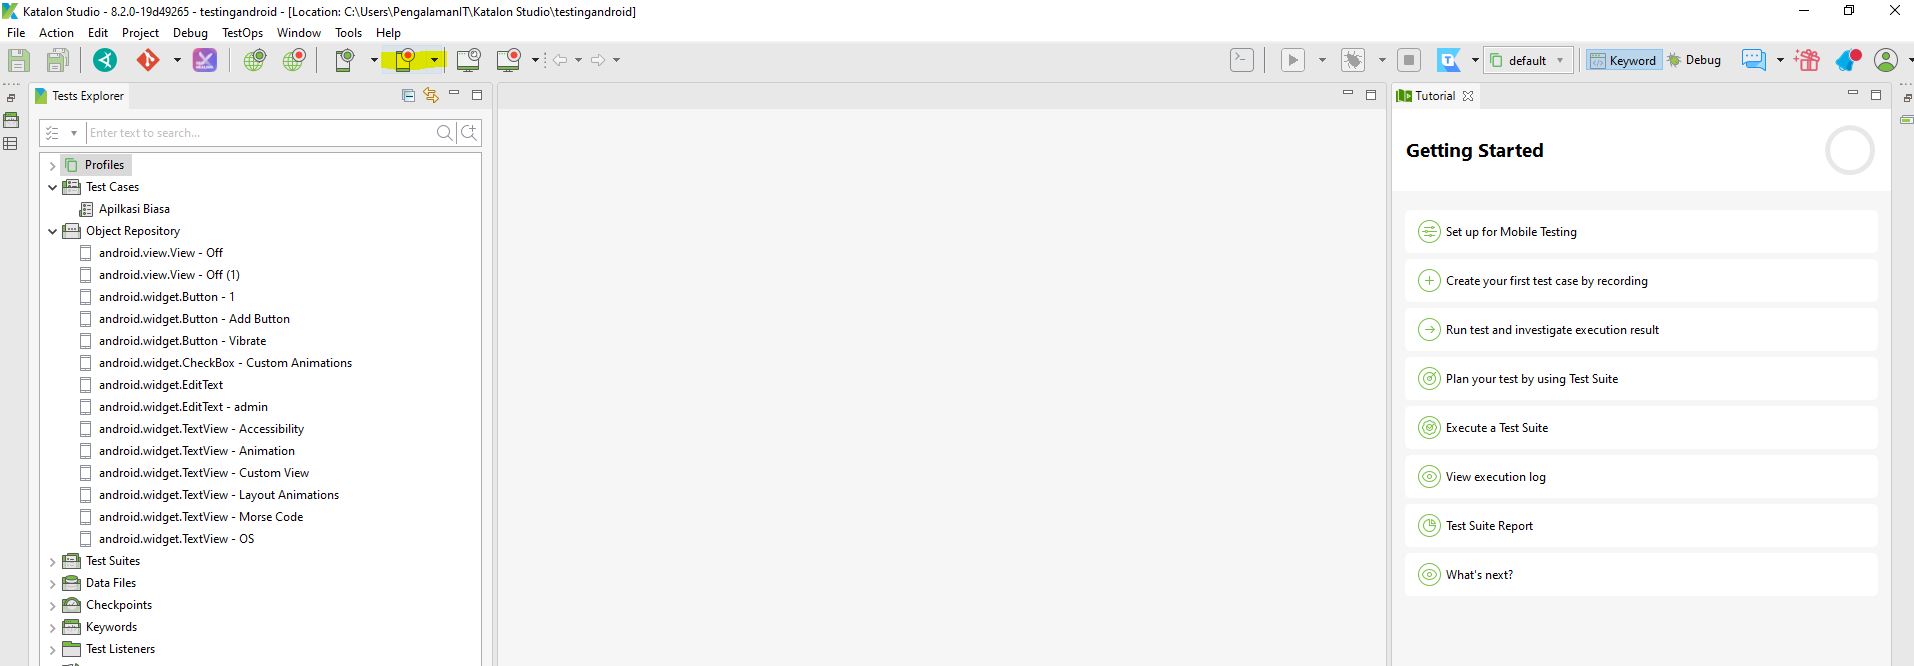 Katalon Studio - 8.2.0-19d49265 - testingandroid - [Location: C:\Users\PengalamanIT\Katalon Studio\testingandroid]
File Action Edit Project Debug TestOps Window Tools Help
default
Keyword
Debug
Tests Explorer
Enter text to search...
Profiles
Test Cases
Apilkasi Biasa
Object Repository
android.view.View - Off
android.view.View - Off (1)
android.widget.Button - 1
android.widget.Button - Add Button
android.widget.Button - Vibrate
android.widget.CheckBox - Custom Animations
android.widget.EditText
android.widget.EditText - admin
android.widget.TextView - Accessibility
android.widget.TextView - Animation
android.widget.TextView - Custom View
android.widget.TextView - Layout Animations
android.widget.TextView - Morse Code
android.widget.TextView - OS
Test Suites
Data Files
Checkpoints
Keywords
Test Listeners
Tutorial
Getting Started
Set up for Mobile Testing
Create your first test case by recording
Run test and investigate execution result
Plan your test by using Test Suite
Execute a Test Suite
View execution log
Test Suite Report
What's next?